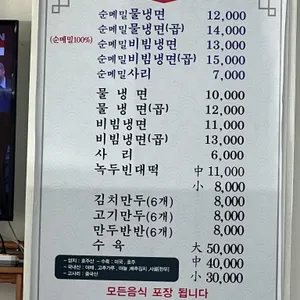 순메밀물냉면 12,000
순메밀물냉면(곱) 14,000
(순메밀100%)
순메밀비빔냉면 13,000
순메밀비빔냉면(곱) 15,000
순메밀사리 7,000
물냉면 10,000
물냉면(곱) 12,000
비빔냉면 11,000
비빔냉면(곱) 13,000
사리 6,000
녹두빈대떡 中 11,000
小 8,000
김치만두(6개) 8,000
고기만두(6개) 8,000
만두반반(6개) 8,000
수육 大 50,000
中 40,000
小 30,000
모든음식 포장 됩니다